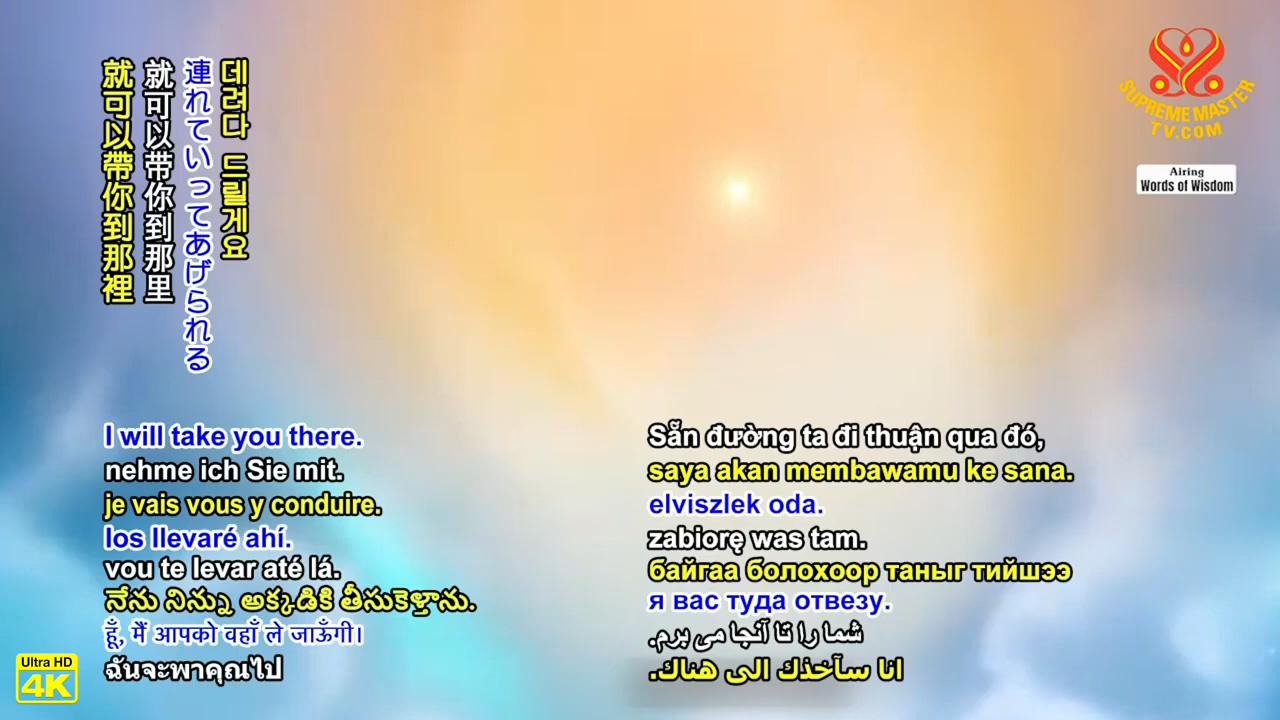 就可以帶你到那裡
就可以带你到那里
連れていってあげられる
데려다 드릴게요
SUPREME MASTER
TV.COM
Airing
Words of Wisdom
I will take you there.
nehme ich Sie mit.
je vais vous y conduire.
los llevaré ahí.
vou te levar até lá.
నేను నిన్ను అక్కడికి తీసుకెళ్తాను.
हूँ, मैं आपको वहाँ ले जाऊँगी।
ฉันจะพาคุณไป
Sẵn đường ta đi thuận qua đó,
saya akan membawamu ke sana.
elviszlek oda.
zabiorę was tam.
байгаа болохоор таныг тийшээ
я вас туда отвезу.
شما را تا آنجا می برم.
انا سآخذك الى هناك.
Ultra HD
4K